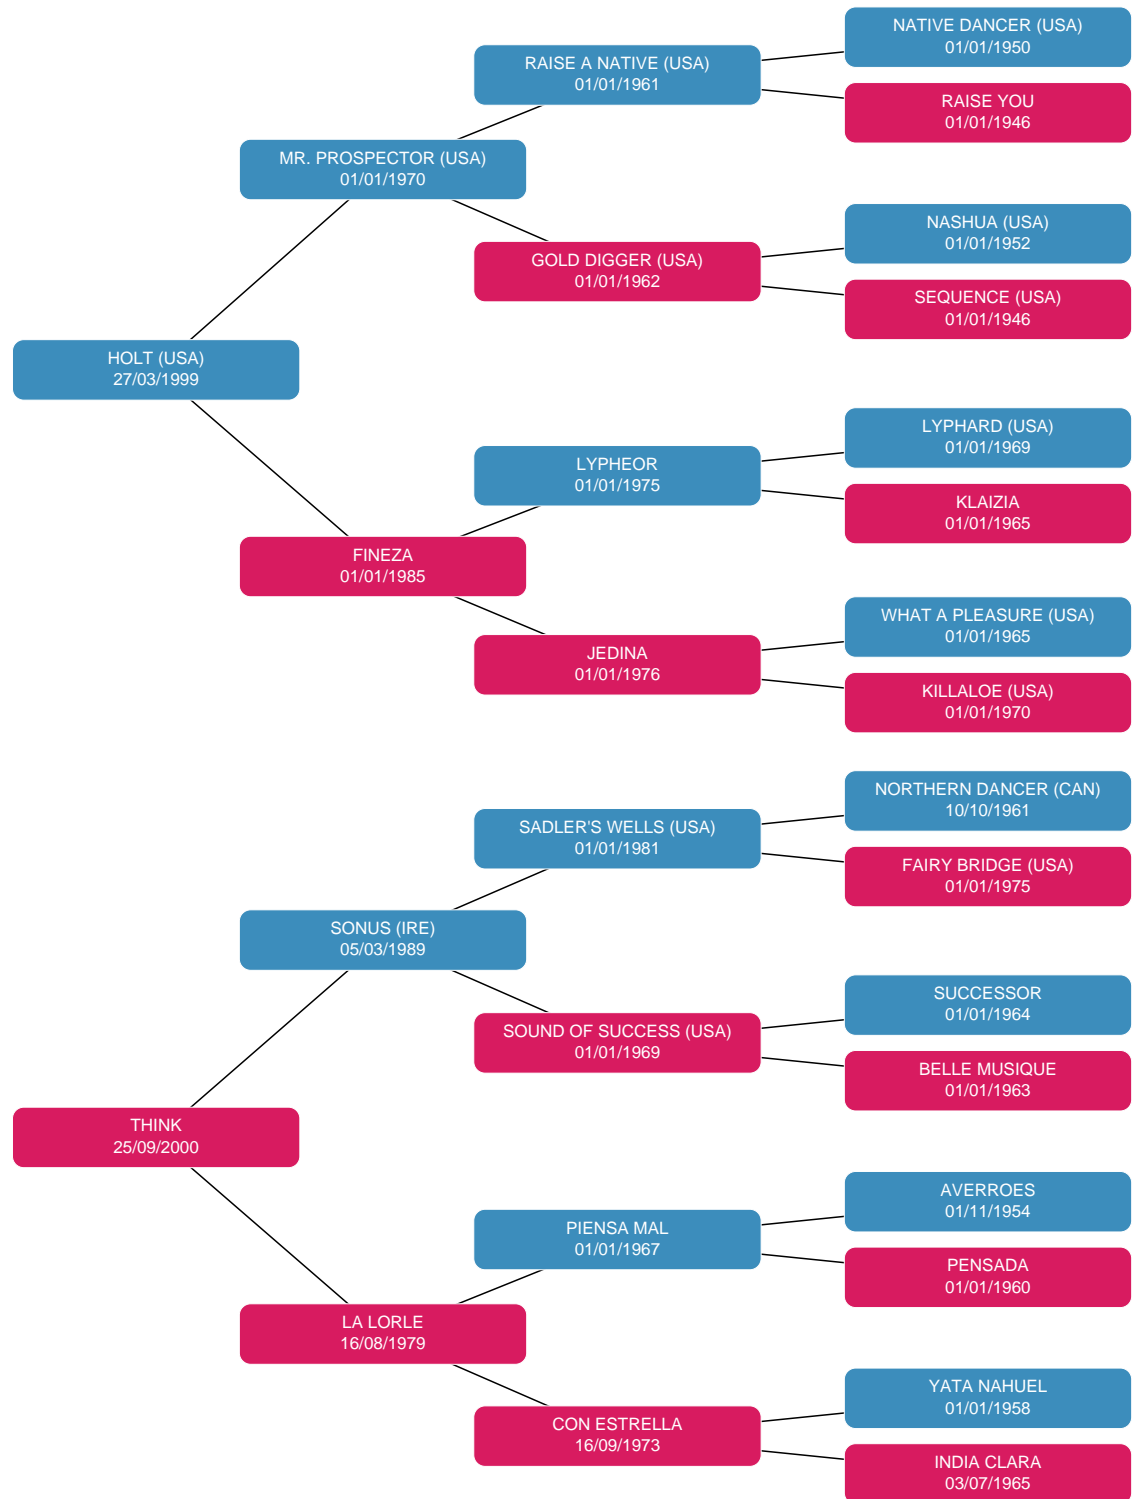 NATIVE DANCER (USA)
01/01/1950
RAISE A NATIVE (USA)
01/01/1961
RAISE YOU
01/01/1946
MR. PROSPECTOR (USA)
01/01/1970
NASHUA (USA)
01/01/1952
GOLD DIGGER (USA)
01/01/1962
SEQUENCE (USA)
01/01/1946
HOLT (USA)
27/03/1999
LYPHARD (USA)
01/01/1969
LYPHEOR
01/01/1975
KLAIZIA
01/01/1965
FINEZA
01/01/1985
WHAT A PLEASURE (USA)
01/01/1965
JEDINA
01/01/1976
KILLALOE (USA)
01/01/1970
NORTHERN DANCER (CAN)
10/10/1961
SADLER'S WELLS (USA)
01/01/1981
FAIRY BRIDGE (USA)
01/01/1975
SONUS (IRE)
05/03/1989
SUCCESSOR
01/01/1964
SOUND OF SUCCESS (USA)
01/01/1969
BELLE MUSIQUE
01/01/1963
THINK
25/09/2000
AVERROES
01/11/1954
PIENSA MAL
01/01/1967
PENSADA
01/01/1960
LA LORLE
16/08/1979
YATA NAHUEL
01/01/1958
CON ESTRELLA
16/09/1973
INDIA CLARA
03/07/1965